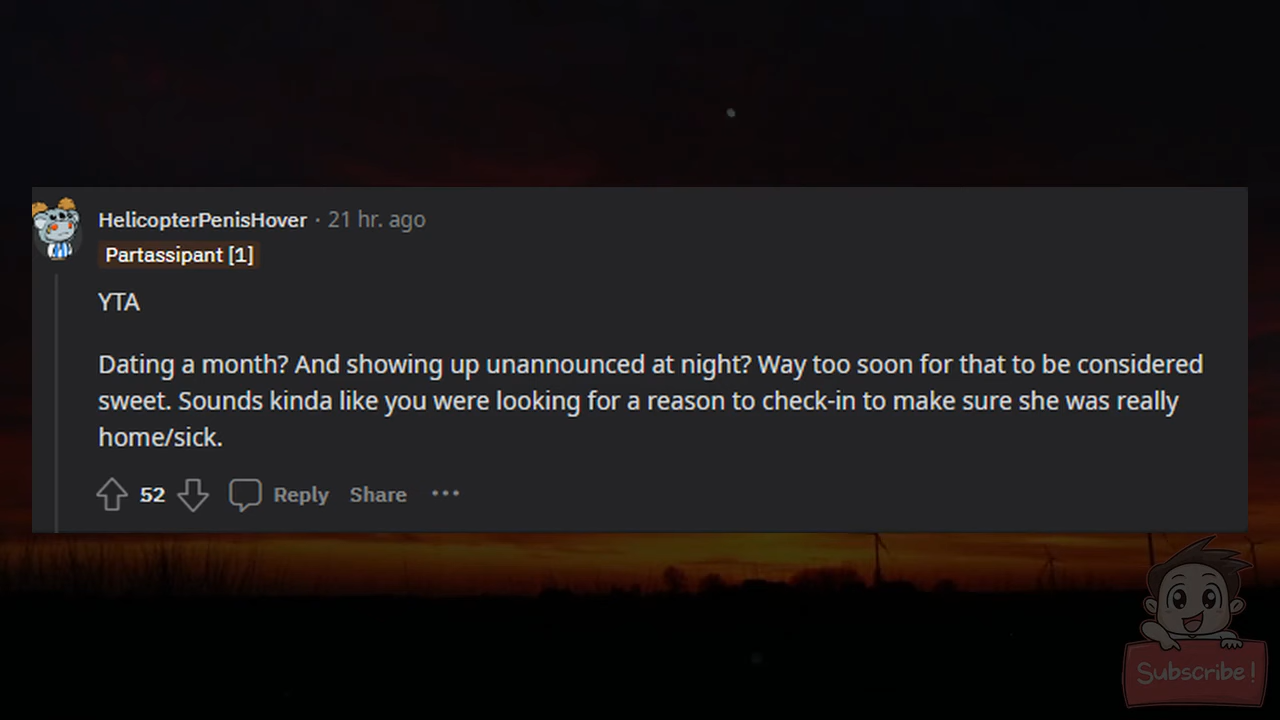 HelicopterPenisHover · 21 hr. ago
Partassipant [1]
YTA
Dating a month? And showing up unannounced at night? Way too soon for that to be considered
sweet. Sounds kinda like you were looking for a reason to check-in to make sure she was really
home/sick.
52 Reply Share ···
Subscribe!